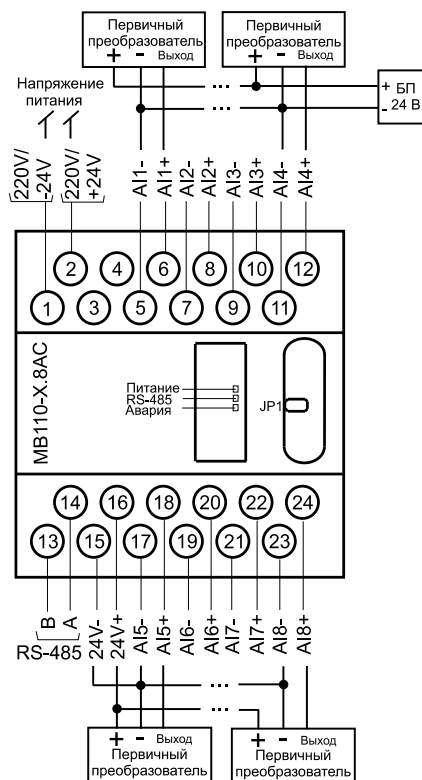 Первичный преобразователь
Первичный преобразователь
+ − Выход
+ − Выход
Напряжение питания
БП 24 В
+
-
220V/-24V
220V/+24V
AI1-
AI1+
AI2-
AI2+
AI3-
AI3+
AI4-
AI4+
2 4 6 8 10 12
1 3 5 7 9 11
МВ110-Х.8АС
Питание
RS-485
Авария
JP1
14 16 18 20 22 24
13 15 17 19 21 23
B
A
RS-485
24V-
24V+
AI5-
AI5+
AI6-
AI6+
AI7-
AI7+
AI8-
AI8+
+ − Выход
+ − Выход
Первичный преобразователь
Первичный преобразователь